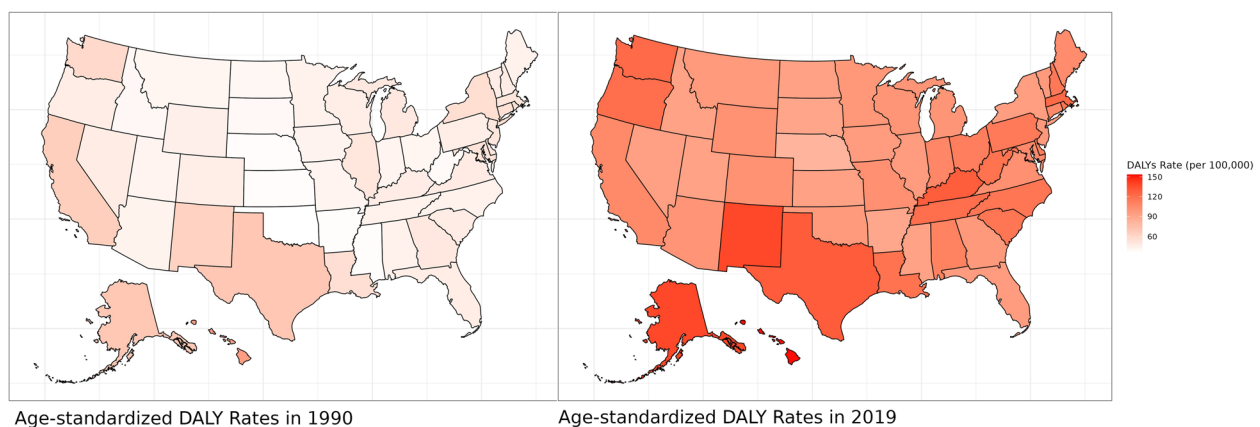 DALYs Rate (per 100,000)
150
120
90
60
Age-standardized DALY Rates in 1990
Age-standardized DALY Rates in 2019